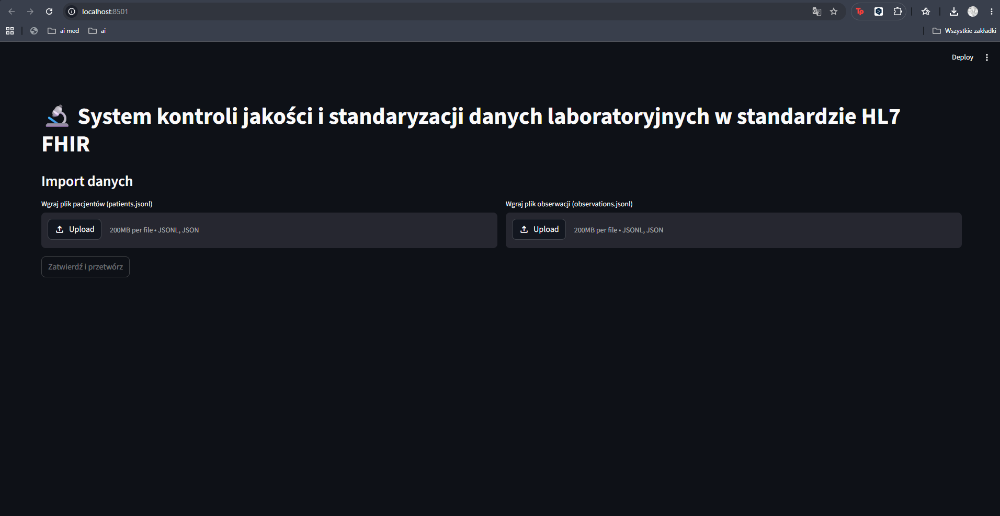 localhost:8501
Tp
ai med
ai
Wszystkie zakładki
Deploy
System kontroli jakości i standaryzacji danych laboratoryjnych w standardzie HL7
FHIR
Import danych
Wgraj plik pacjentów (patients.jsonl)
Wgraj plik obserwacji (observations.jsonl)
Upload
200MB per file • JSONL, JSON
Upload
200MB per file • JSONL, JSON
Zatwierdź i przetwórz